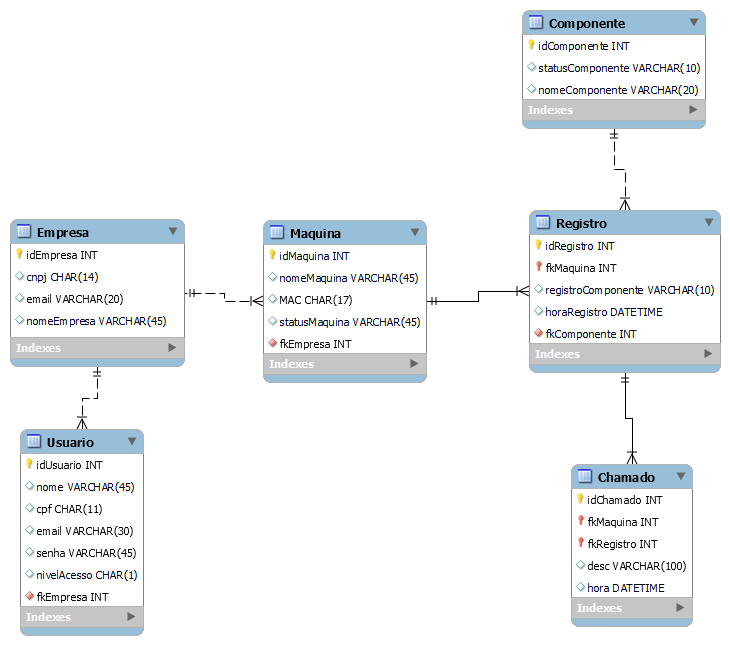 Componente
idComponente INT
statusComponente VARCHAR(10)
nomeComponente VARCHAR(20)
Indexes
Empresa
idEmpresa INT
cnpj CHAR(14)
email VARCHAR(20)
nomeEmpresa VARCHAR(45)
Indexes
Maquina
idMaquina INT
nomeMaquina VARCHAR(45)
MAC CHAR(17)
statusMaquina VARCHAR(45)
fkEmpresa INT
Indexes
Registro
idRegistro INT
fkMaquina INT
registroComponente VARCHAR(10)
horaRegistro DATETIME
fkComponente INT
Indexes
Usuario
idUsuario INT
nome VARCHAR(45)
cpf CHAR(11)
email VARCHAR(30)
senha VARCHAR(45)
nivelAcesso CHAR(1)
fkEmpresa INT
Indexes
Chamado
idChamado INT
fkMaquina INT
fkRegistro INT
desc VARCHAR(100)
hora DATETIME
Indexes